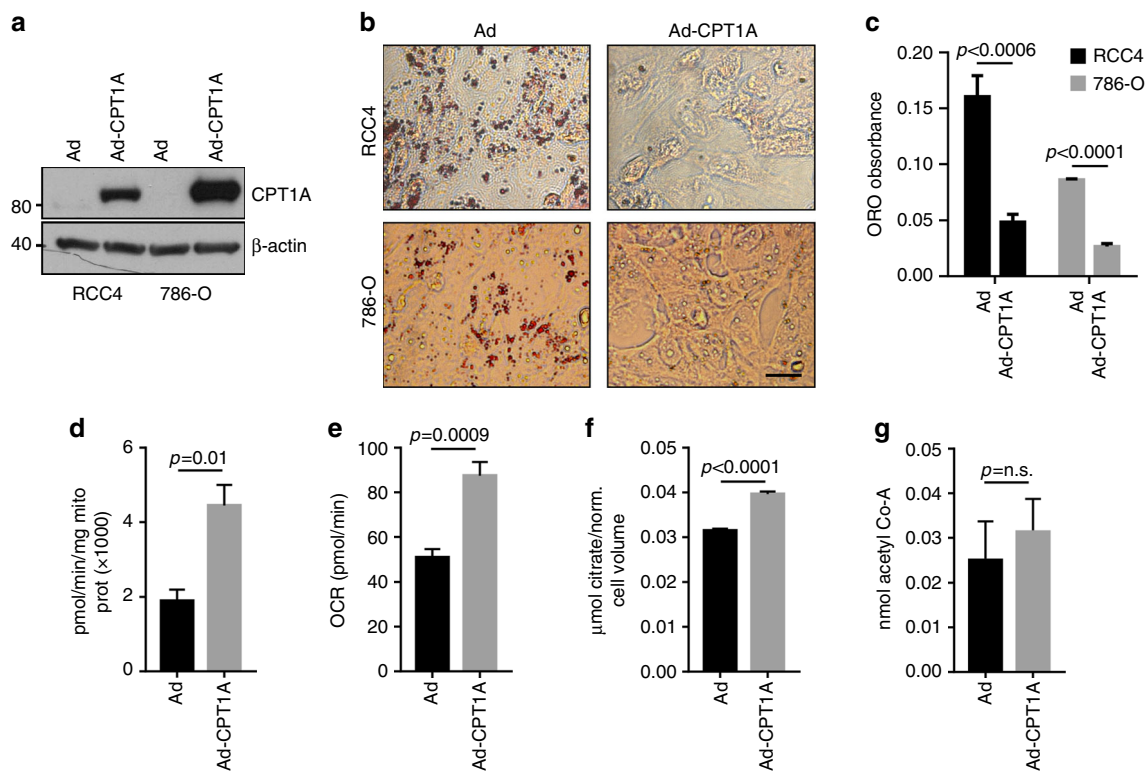 a
Ad
Ad-CPT1A
Ad
Ad-CPT1A
80
CPT1A
40
β-actin
RCC4 786-O
b
Ad Ad-CPT1A
RCC4
786-O
c
ORO obsorbance
0.20
0.15
0.10
0.05
0.00
p<0.0006
p<0.0001
RCC4
786-O
Ad
Ad-CPT1A
Ad
Ad-CPT1A
d
pmol/min/mg mito
prot (×1000)
6
4
2
0
p=0.01
Ad
Ad-CPT1A
e
OCR (pmol/min)
100
80
60
40
20
0
p=0.0009
Ad
Ad-CPT1A
f
μmol citrate/norm.
cell volume
0.05
0.04
0.03
0.02
0.01
0.00
p<0.0001
Ad
Ad-CPT1A
g
nmol acetyl Co-A
0.05
0.04
0.03
0.02
0.01
0.00
p=n.s.
Ad
Ad-CPT1A